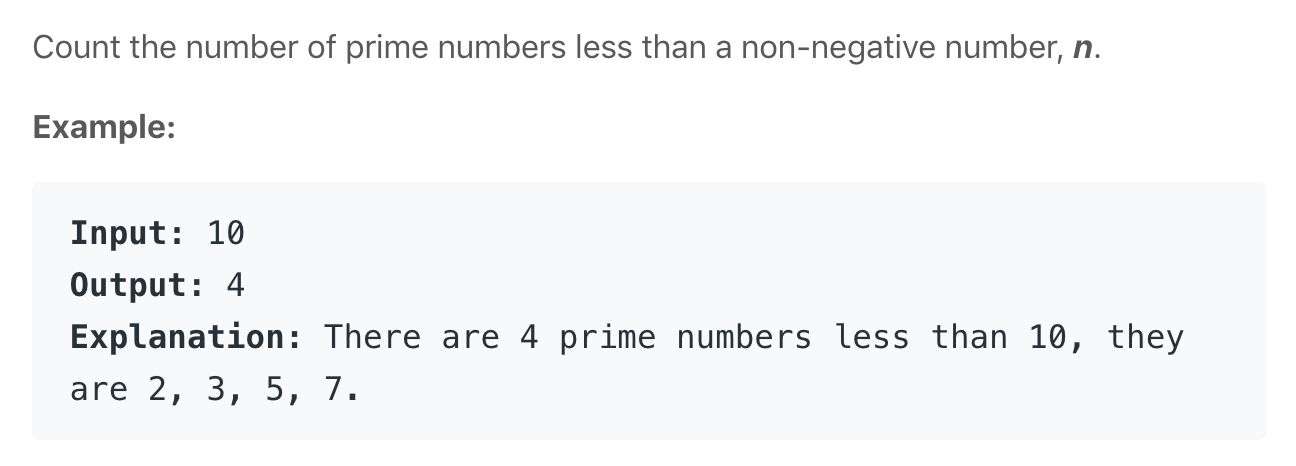 Count the number of prime numbers less than a non-negative number, n.
Example:
Input: 10
Output: 4
Explanation: There are 4 prime numbers less than 10, they
are 2, 3, 5, 7.